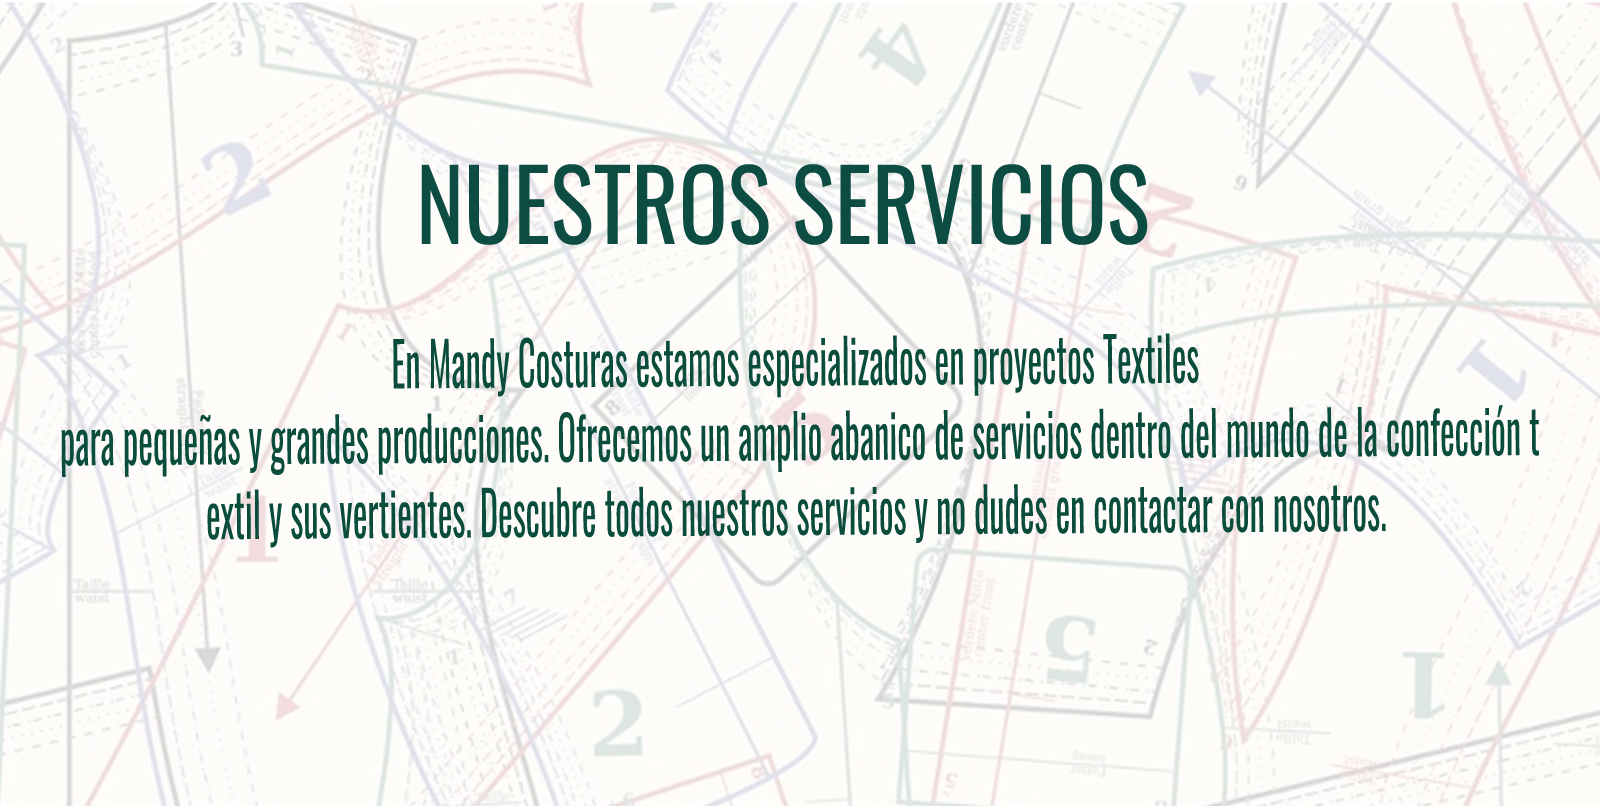 NUESTROS SERVICIOS
En Mandy Costuras estamos especializados en proyectos Textiles
para pequeñas y grandes producciones. Ofrecemos un amplio abanico de servicios dentro del mundo de la confección t
extil y sus vertientes. Descubre todos nuestros servicios y no dudes en contactar con nosotros.